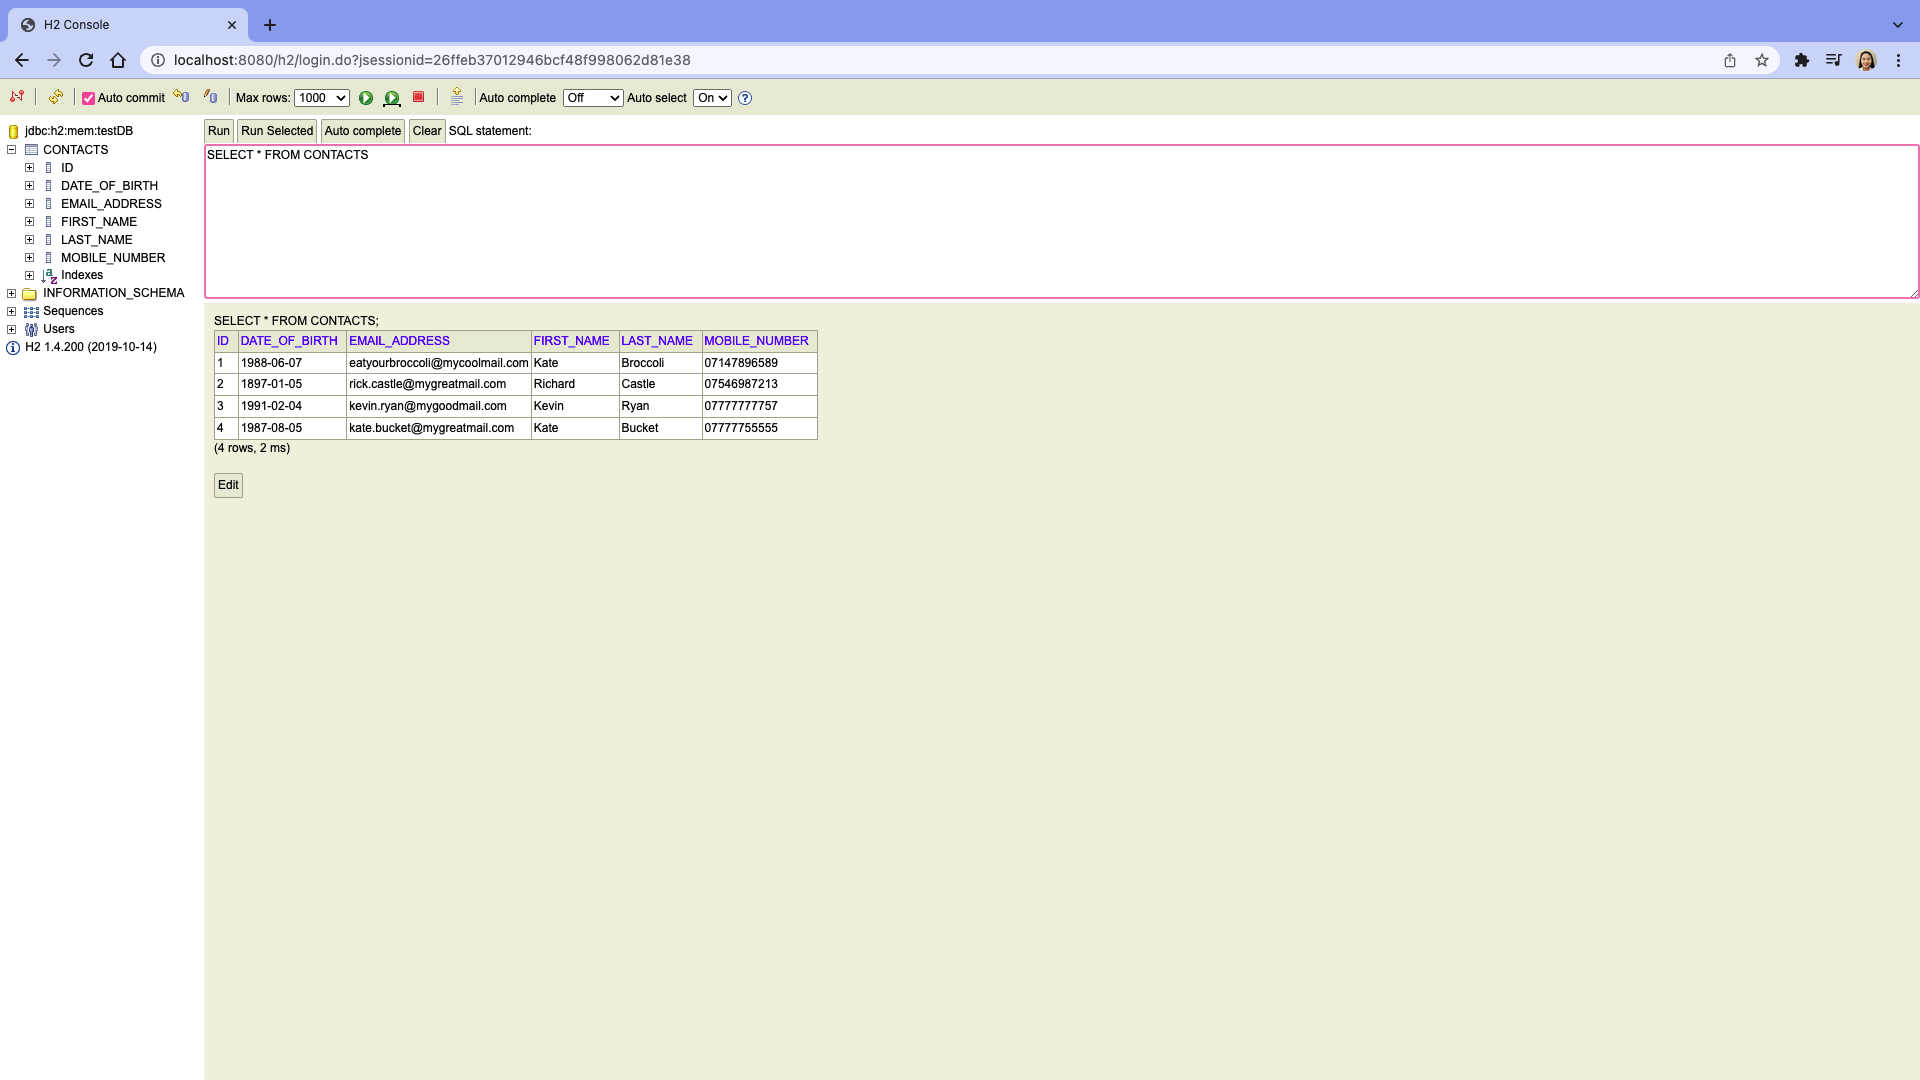 H2 Console
localhost:8080/h2/login.do?jsessionid=26ffeb37012946bcf48f998062d81e38
Auto commit Max rows: 1000 Auto complete Off Auto select On
jdbc:h2:mem:testDB
CONTACTS
ID
DATE_OF_BIRTH
EMAIL_ADDRESS
FIRST_NAME
LAST_NAME
MOBILE_NUMBER
Indexes
INFORMATION_SCHEMA
Sequences
Users
H2 1.4.200 (2019-10-14)
Run Run Selected Auto complete Clear SQL statement:
SELECT * FROM CONTACTS
SELECT * FROM CONTACTS;
ID DATE_OF_BIRTH EMAIL_ADDRESS FIRST_NAME LAST_NAME MOBILE_NUMBER
1 1988-06-07 eatyourbroccoli@mycoolmail.com Kate Broccoli 07147896589
2 1897-01-05 rick.castle@mygreatmail.com Richard Castle 07546987213
3 1991-02-04 kevin.ryan@mygoodmail.com Kevin Ryan 07777777757
4 1987-08-05 kate.bucket@mygreatmail.com Kate Bucket 07777755555
(4 rows, 2 ms)
Edit